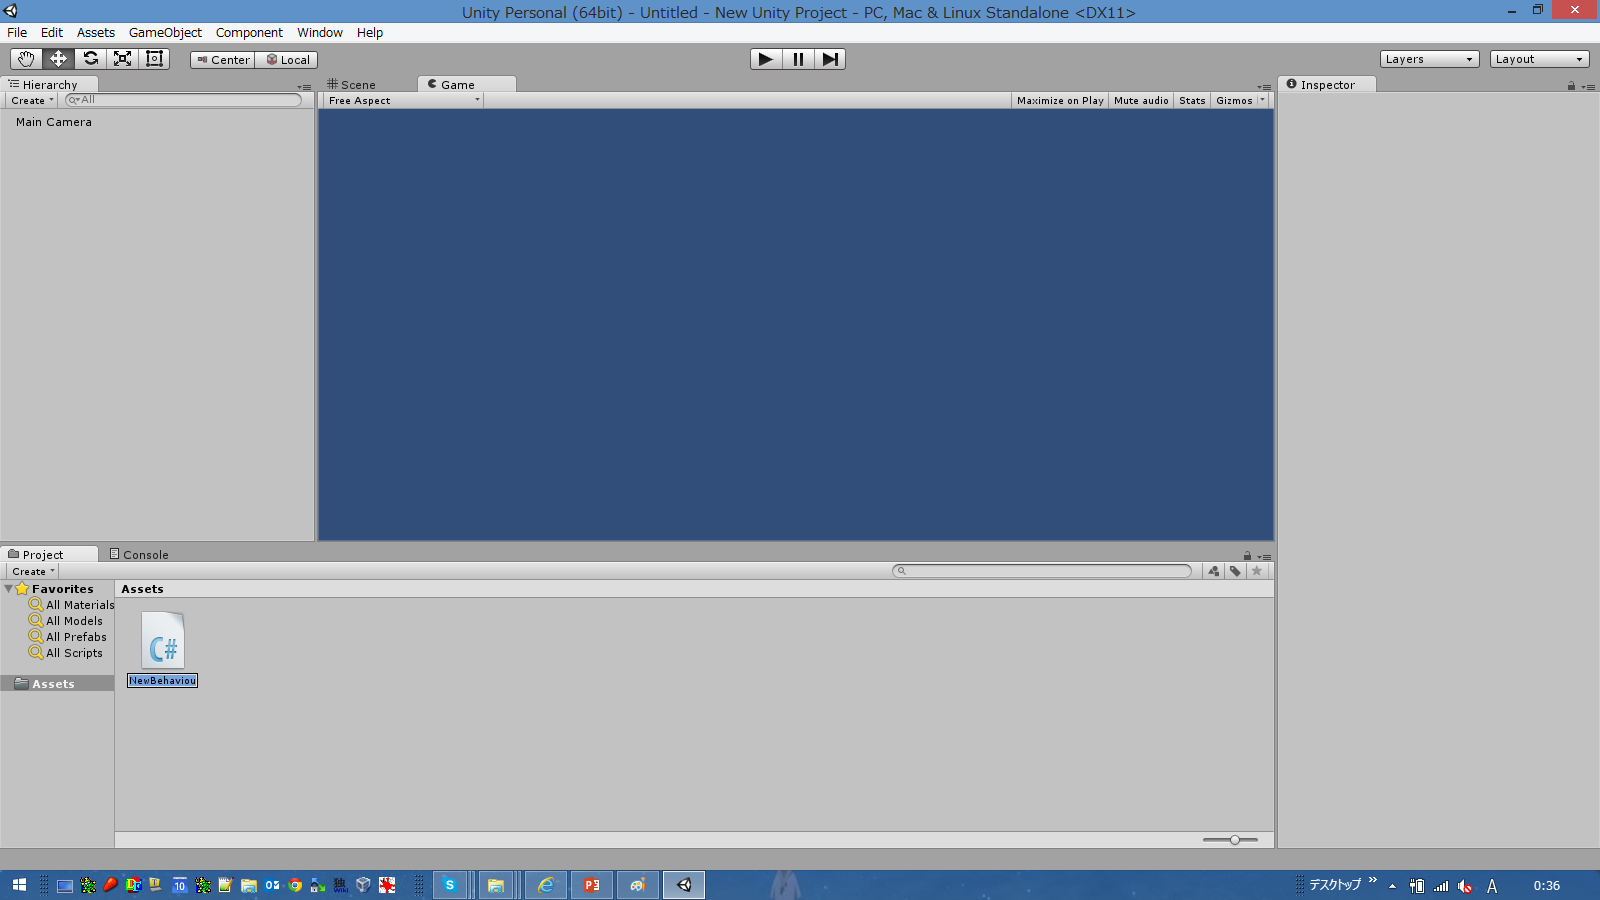 Unity Personal (64bit) - Untitled - New Unity Project - PC, Mac & Linux Standalone <DX11>
File Edit Assets GameObject Component Window Help
Center Local Layers Layout
Hierarchy Scene Game Inspector
Create All Free Aspect Maximize on Play Mute audio Stats Gizmos
Main Camera
Project Console
Create
Favorites Assets
All Materials
All Models
All Prefabs
All Scripts
Assets
C#
NewBehaviou
デスクトップ A 0:36